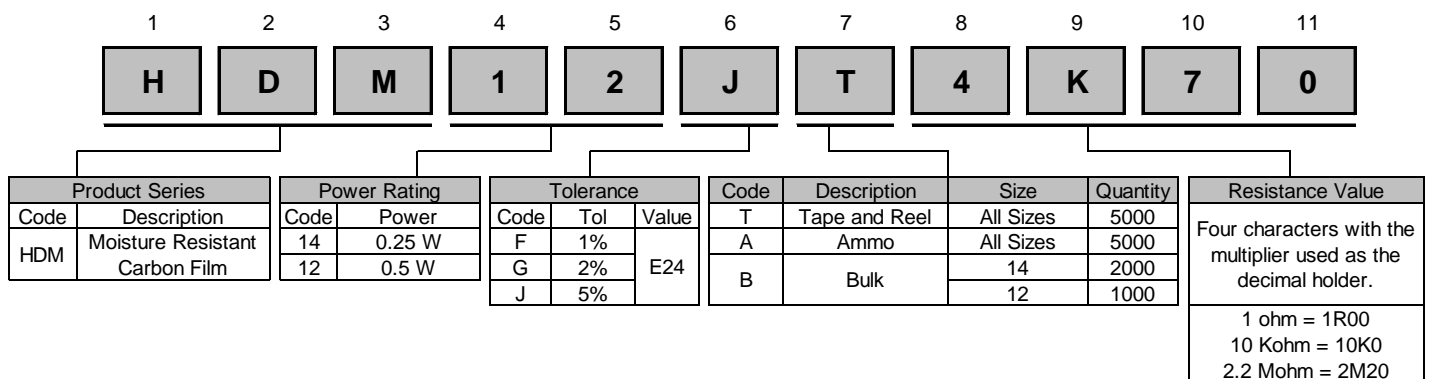 1 2 3 4 5 6 7 8 9 10 11
H D M 1 2 J T 4 K 7 0
Product Series
Code Description
HDM Moisture Resistant
Carbon Film
Power Rating
Code Power
14 0.25 W
12 0.5 W
Tolerance
Code Tol Value
F 1%
G 2% E24
J 5%
Code Description Size Quantity
T Tape and Reel All Sizes 5000
A Ammo All Sizes 5000
B Bulk 14 2000
12 1000
Resistance Value
Four characters with the
multiplier used as the
decimal holder.
1 ohm = 1R00
10 Kohm = 10K0
2.2 Mohm = 2M20